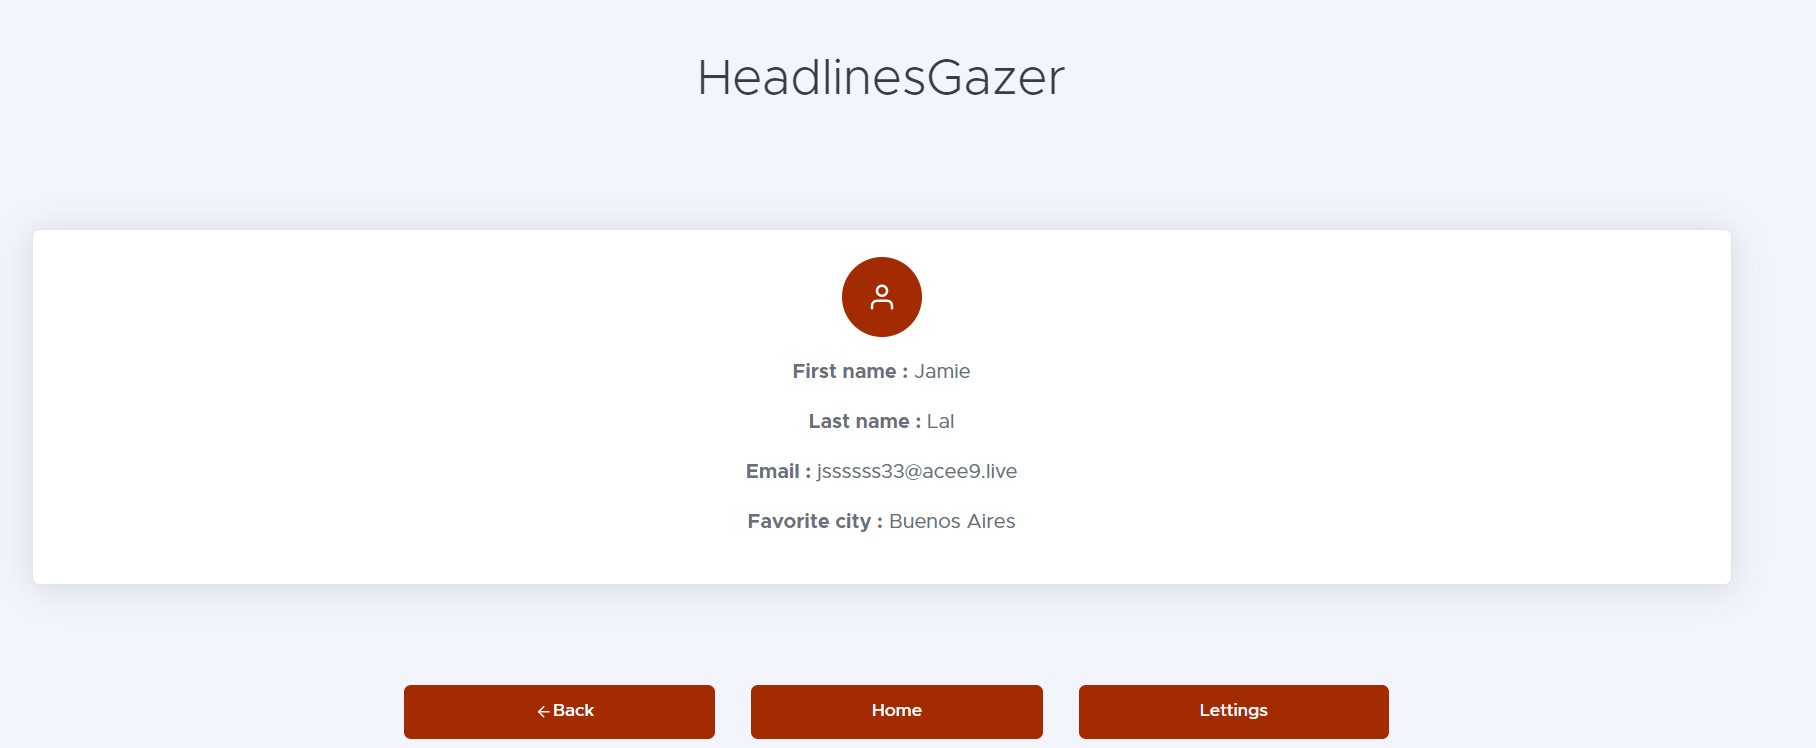 HeadlinesGazer
First name : Jamie
Last name : Lal
Email : jssssss33@acee9.live
Favorite city : Buenos Aires
← Back
Home
Lettings